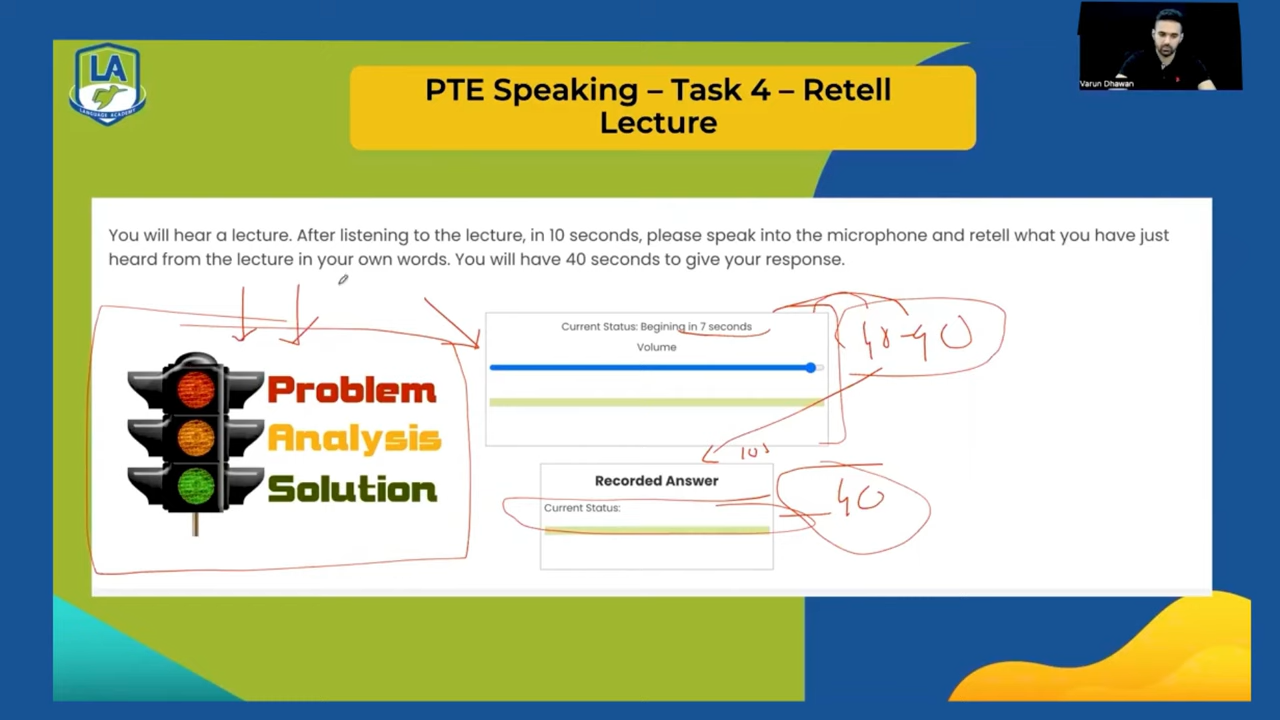 LA
LANGUAGE ACADEMY
Varun Dhawan
PTE Speaking – Task 4 – Retell
Lecture
You will hear a lecture. After listening to the lecture, in 10 seconds, please speak into the microphone and retell what you have just
heard from the lecture in your own words. You will have 40 seconds to give your response.
Problem
Analysis
Solution
Current Status: Begining in 7 seconds
Volume
10s
Recorded Answer
Current Status:
40